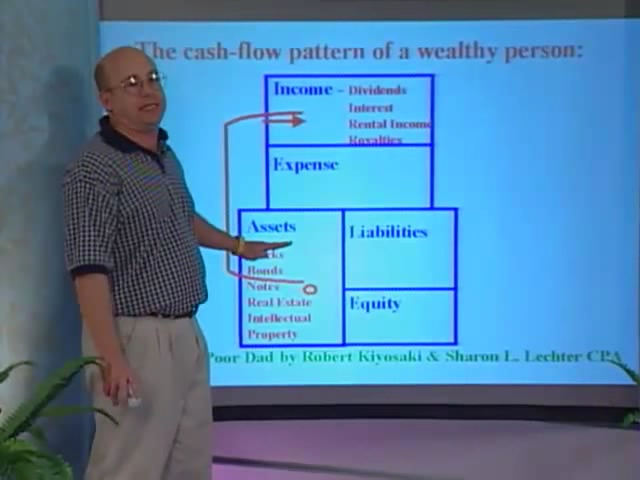 The cash-flow pattern of a wealthy person:
Income – Dividends
Interest
Rental Income
Royalties
Expense
Assets
Liabilities
Bonds
Notes
Real Estate
Equity
Intellectual
Property
Poor Dad by Robert Kiyosaki & Sharon L. Lechter CPA